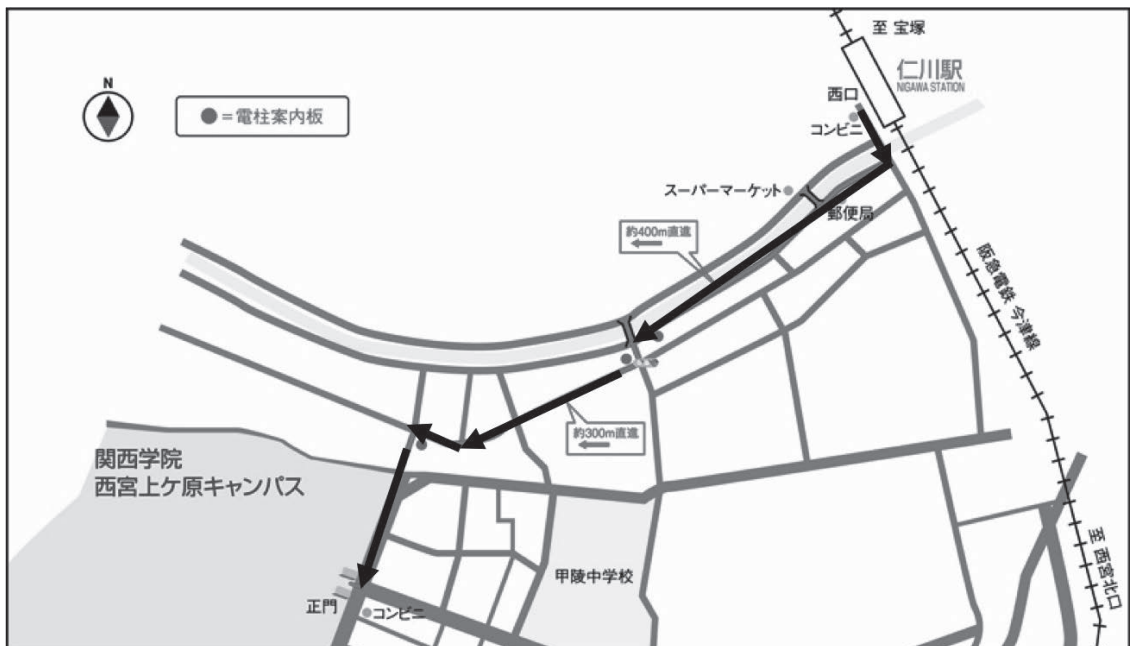 至 宝塚
仁川駅
NIGAWA STATION
西口
コンビニ
N
●=電柱案内板
スーパーマーケット
郵便局
約400m直進
阪急電鉄 今津線
約300m直進
関西学院
西宮上ケ原キャンパス
甲陵中学校
至 西宮北口
正門
コンビニ